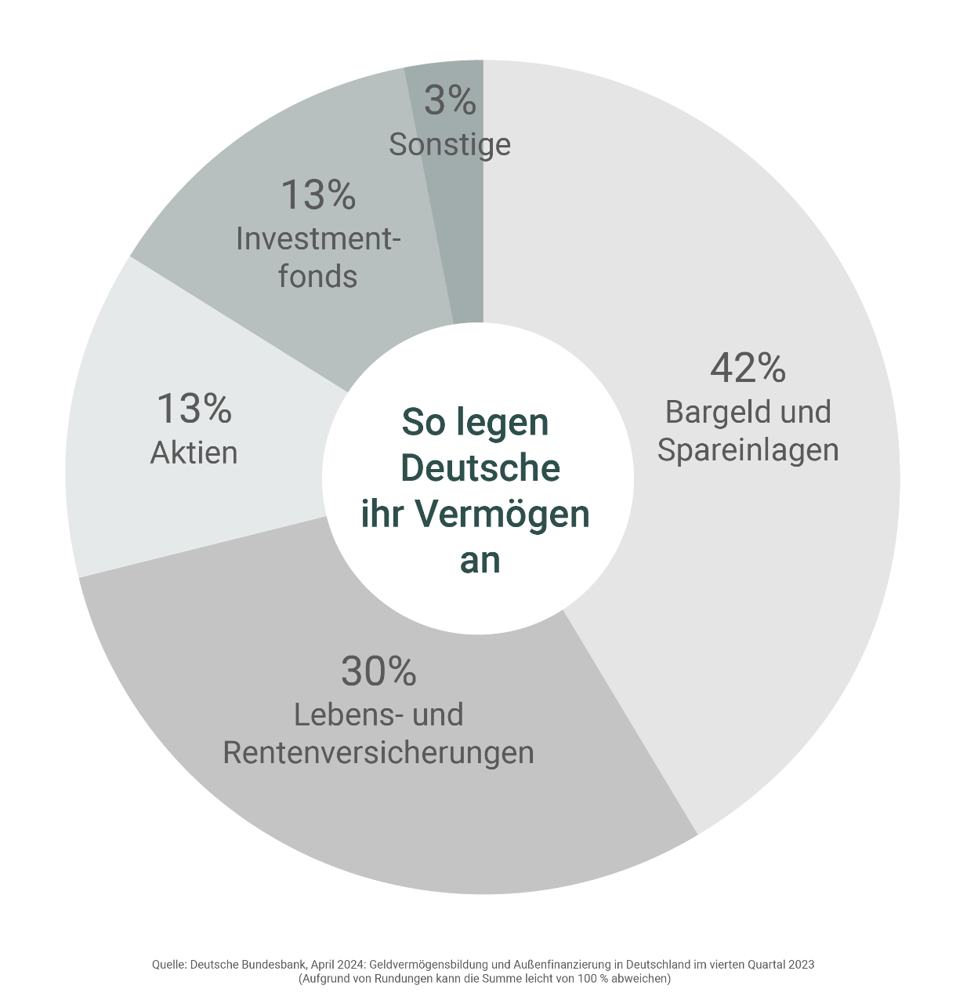 3%
Sonstige
13%
Investment-
fonds
42%
Bargeld und
Spareinlagen
13%
Aktien
So legen
Deutsche
ihr Vermögen
an
30%
Lebens- und
Rentenversicherungen
Quelle: Deutsche Bundesbank, April 2024: Geldvermögensbildung und Außenfinanzierung in Deutschland im vierten Quartal 2023
(Aufgrund von Rundungen kann die Summe leicht von 100 % abweichen)